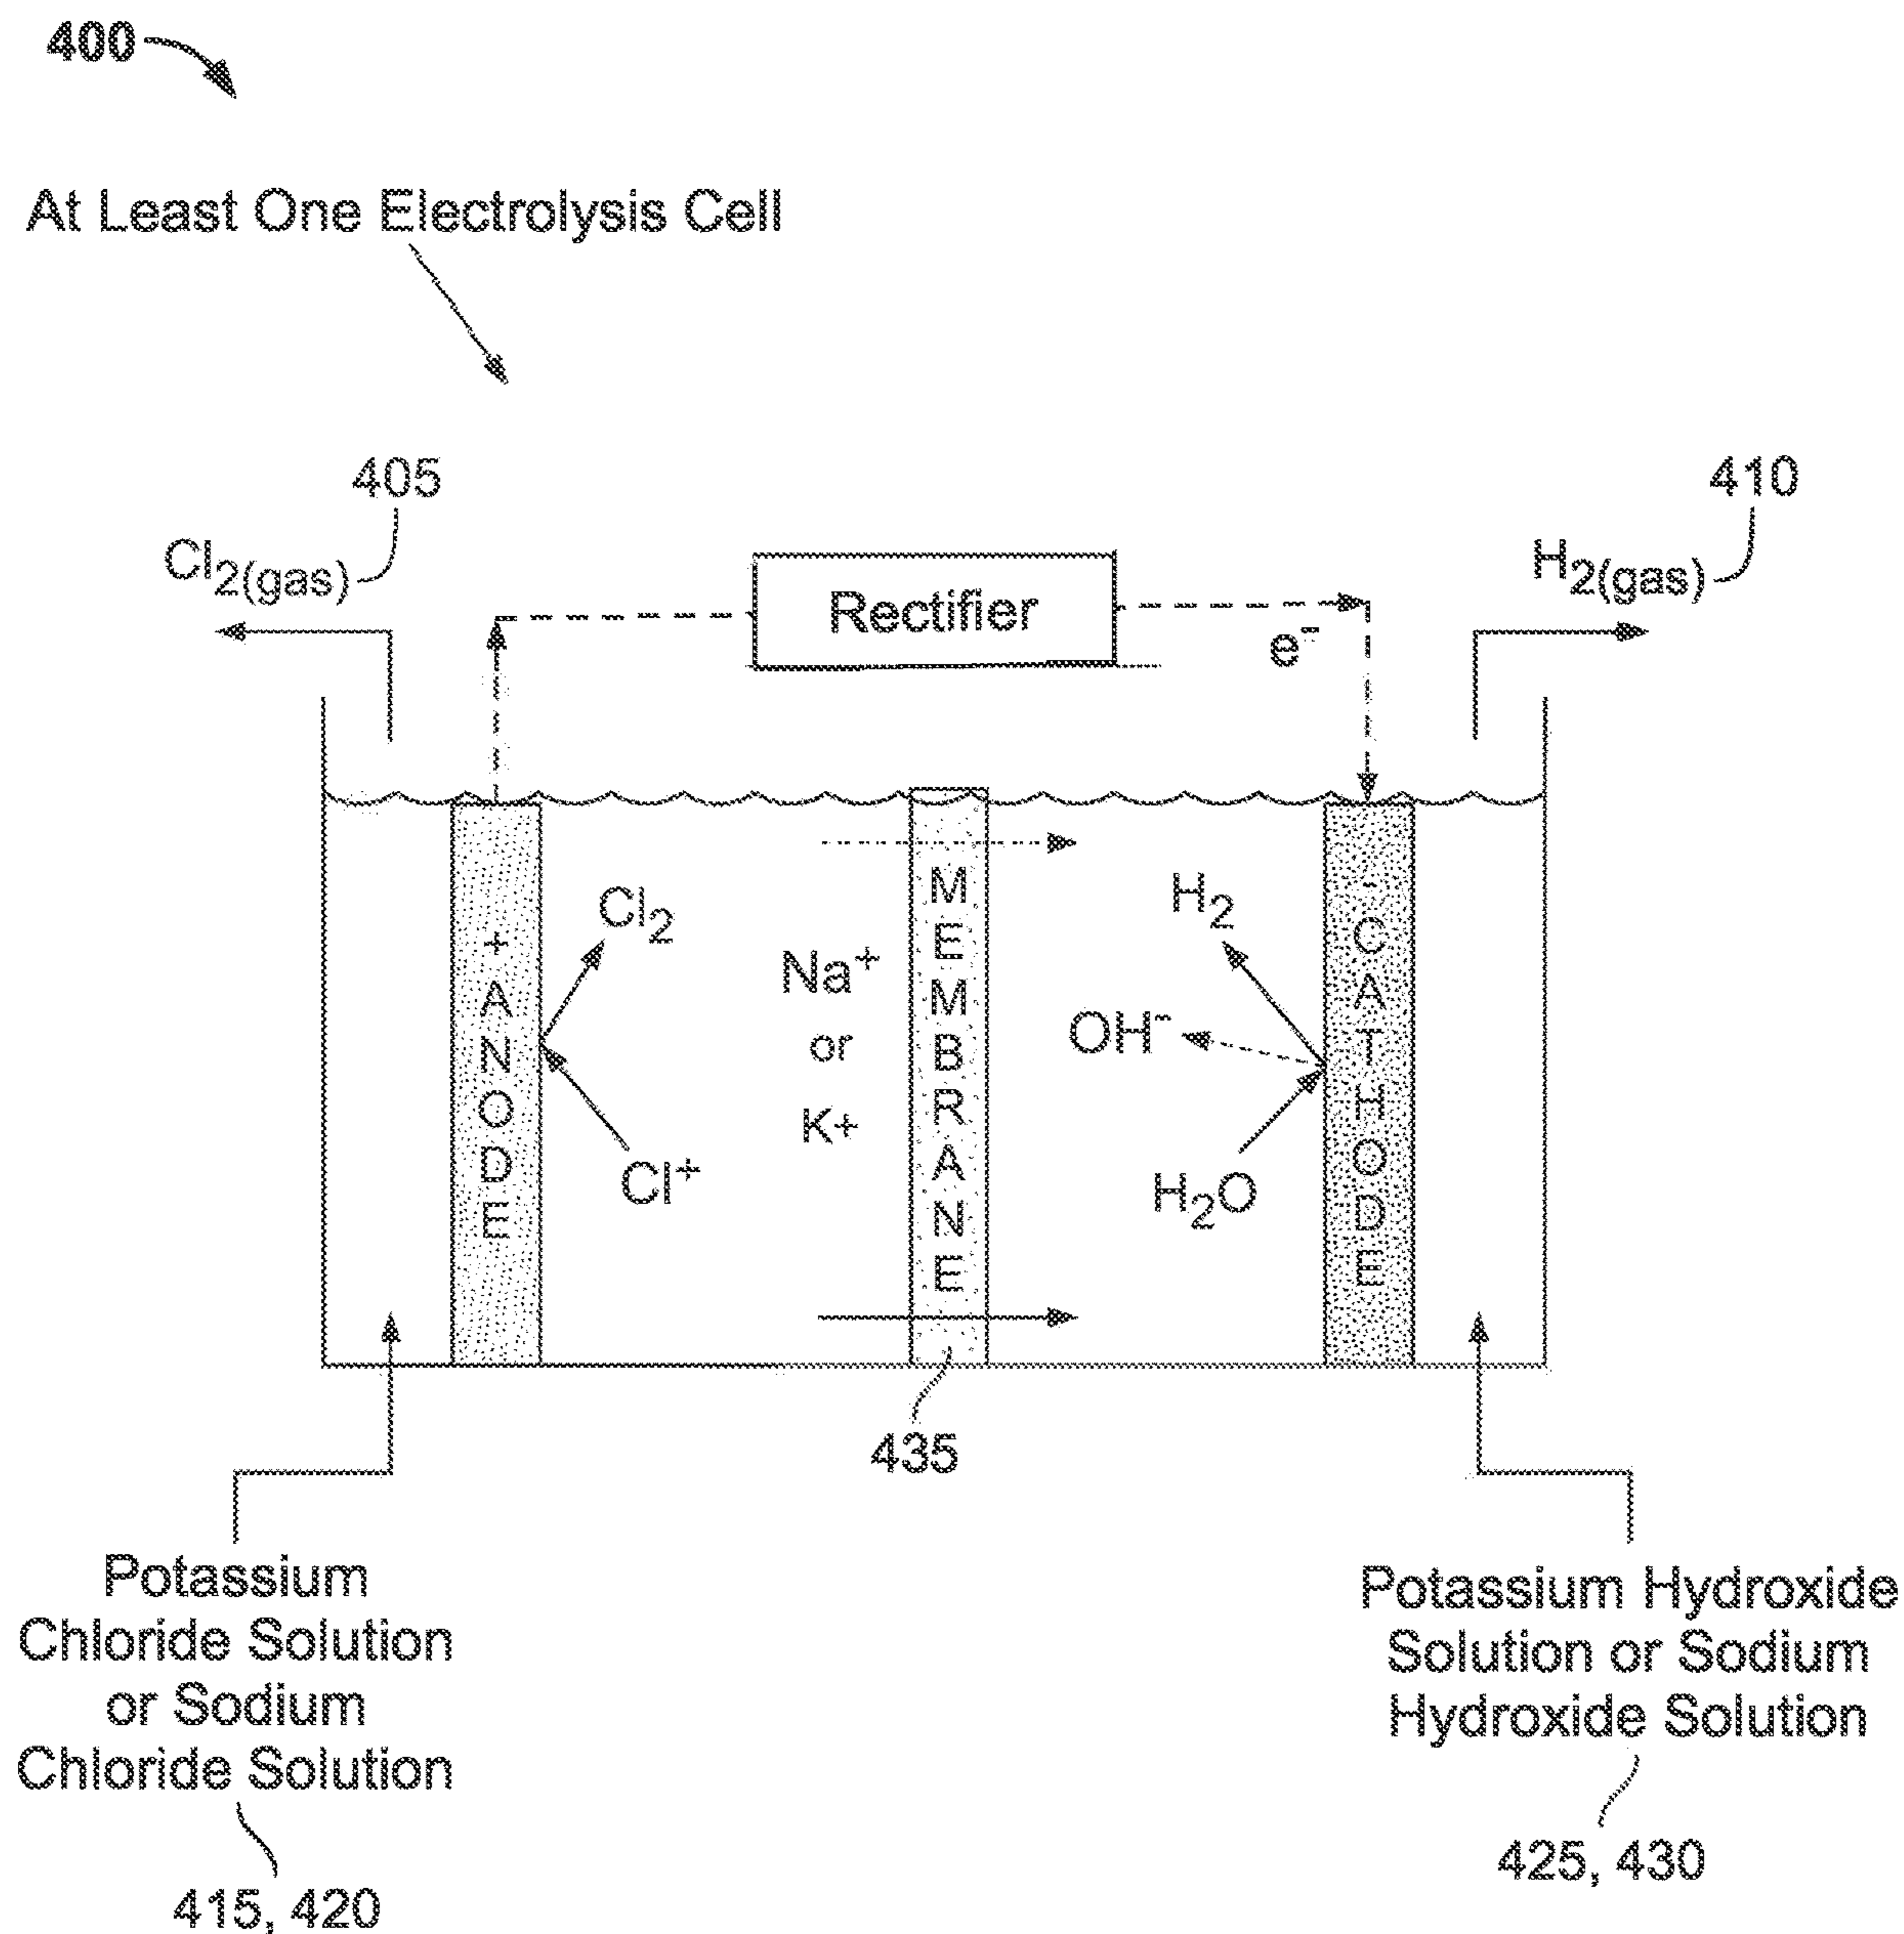 400
At Least One Electrolysis Cell
405
410
Cl₂(gas)
H₂(gas)
Rectifier
e⁻
+ ANODE
Cl₂
Cl⁺
Na⁺
or
K+
MEMBRANE
H₂
OH⁻
H₂O
- CATHODE
435
Potassium
Chloride Solution
or Sodium
Chloride Solution
415, 420
Potassium Hydroxide
Solution or Sodium
Hydroxide Solution
425, 430